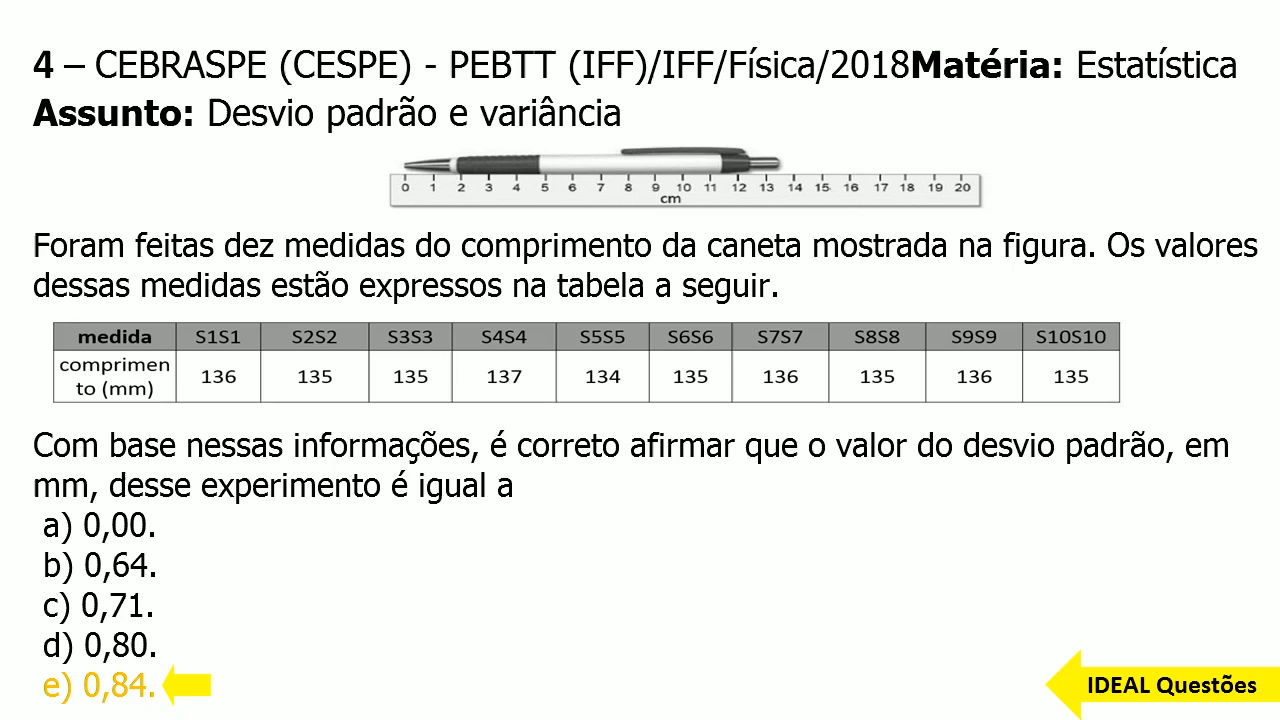 4 – CEBRASPE (CESPE) - PEBTT (IFF)/IFF/Física/2018Matéria: Estatística
Assunto: Desvio padrão e variância
0 1 2 3 4 5 6 7 8 9 10 11 12 13 14 15 16 17 18 19 20
cm
Foram feitas dez medidas do comprimento da caneta mostrada na figura. Os valores
dessas medidas estão expressos na tabela a seguir.
medida S1S1 S2S2 S3S3 S4S4 S5S5 S6S6 S7S7 S8S8 S9S9 S10S10
comprimen
to (mm) 136 135 135 137 134 135 136 135 136 135
Com base nessas informações, é correto afirmar que o valor do desvio padrão, em
mm, desse experimento é igual a
a) 0,00.
b) 0,64.
c) 0,71.
d) 0,80.
e) 0,84.
IDEAL Questões